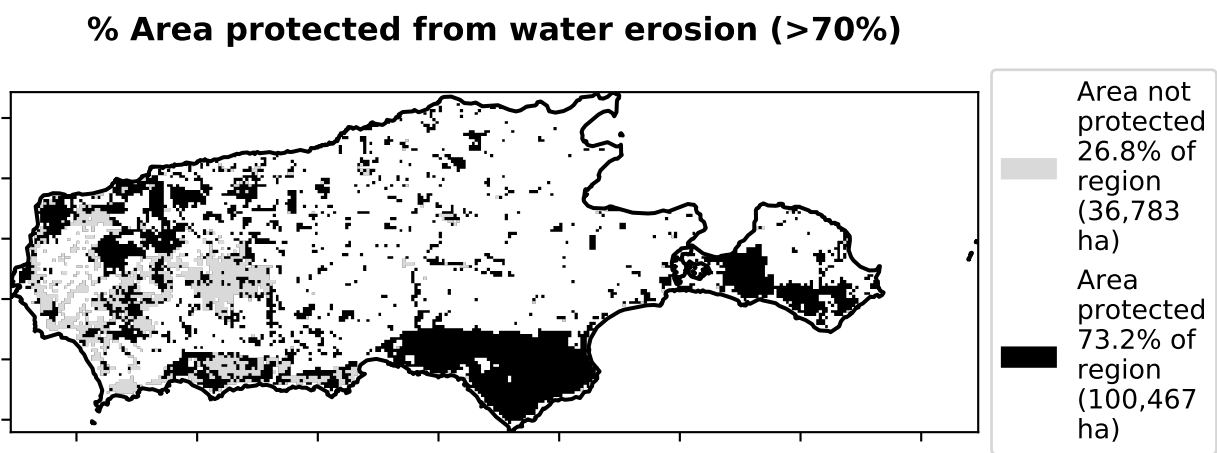 % Area protected from water erosion (>70%)
Area not
protected
26.8% of
region
(36,783
ha)
Area
protected
73.2% of
region
(100,467
ha)